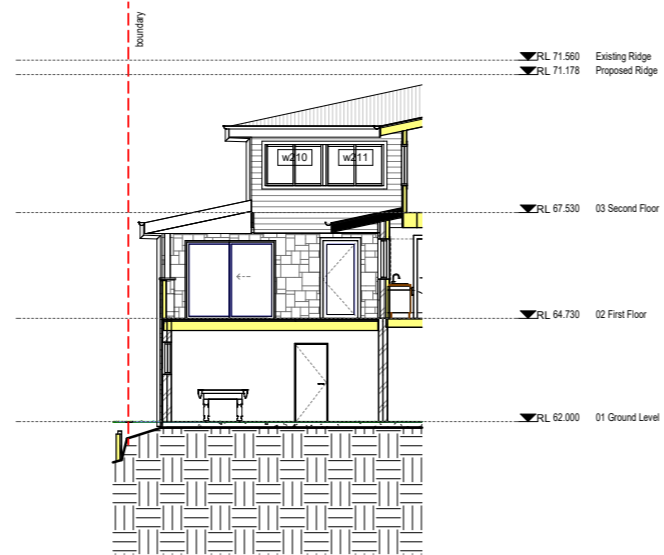 boundary
RL 71.560 Existing Ridge
RL 71.178 Proposed Ridge
w210 w211
RL 67.530 03 Second Floor
RL 64.730 02 First Floor
RL 62.000 01 Ground Level